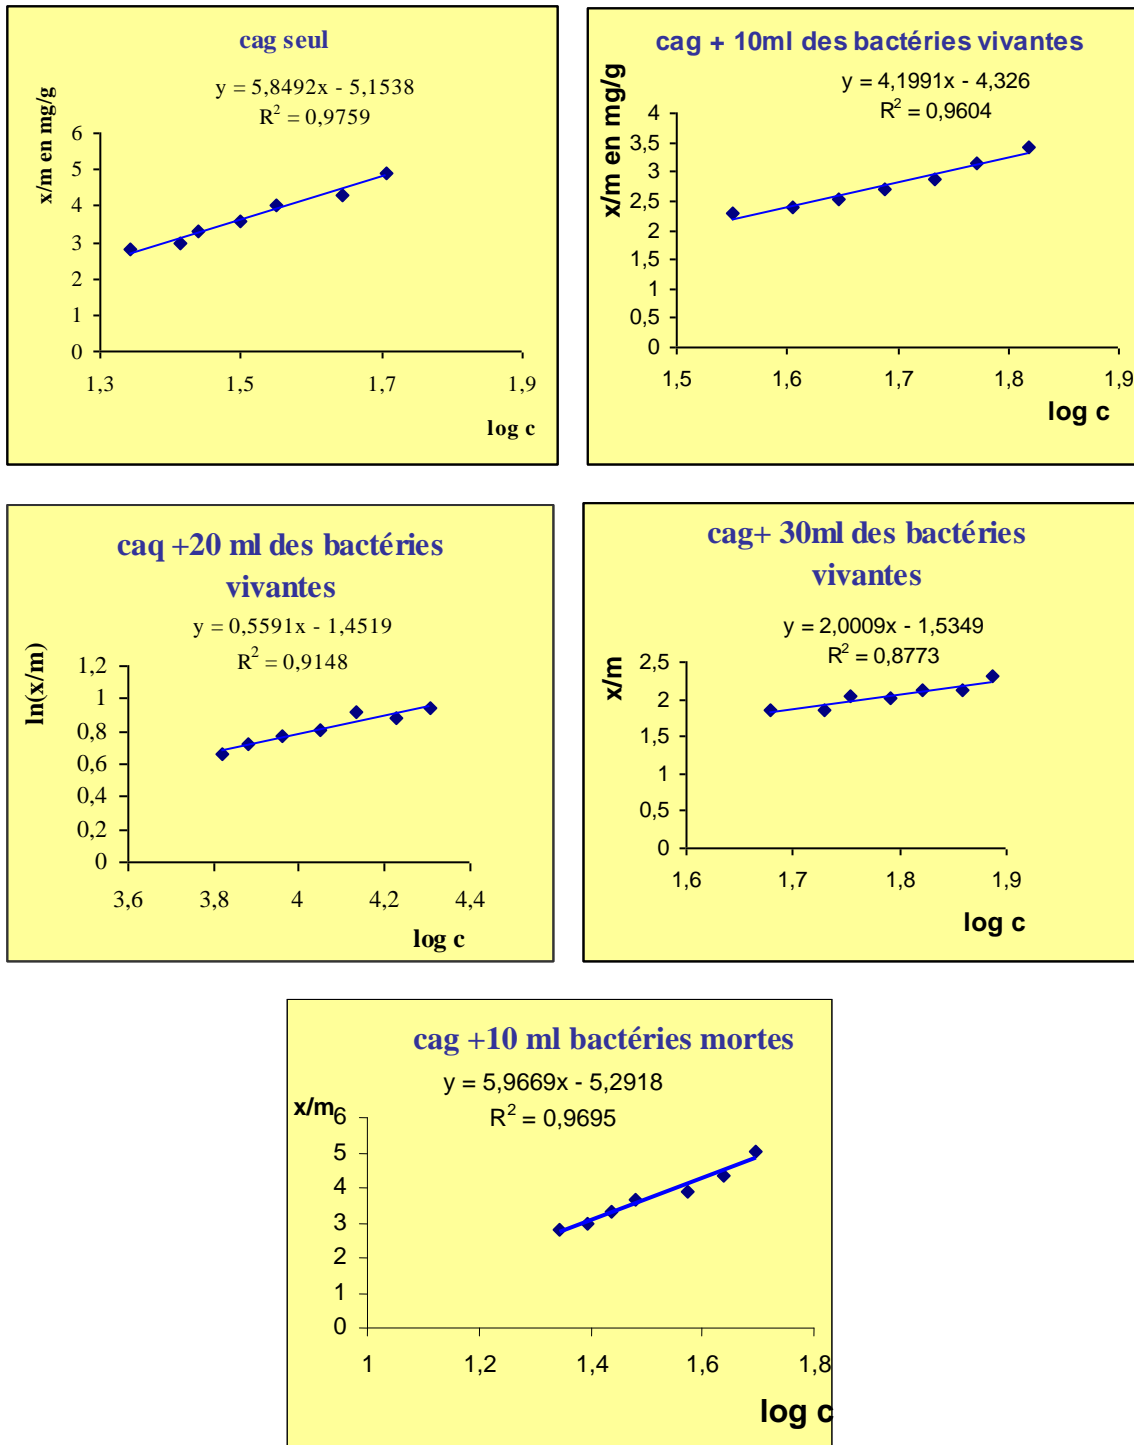 cag seul
y = 5,8492x - 5,1538
R² = 0,9759
x/m en mg/g
6
5
4
3
2
1
0
1,3 1,5 1,7 1,9
log c
cag + 10ml des bactéries vivantes
y = 4,1991x - 4,326
R² = 0,9604
x/m en mg/g
4
3,5
3
2,5
2
1,5
1
0,5
0
1,5 1,6 1,7 1,8 1,9
log c
caq +20 ml des bactéries
vivantes
y = 0,5591x - 1,4519
R² = 0,9148
ln(x/m)
1,2
1
0,8
0,6
0,4
0,2
0
3,6 3,8 4 4,2 4,4
log c
cag+ 30ml des bactéries
vivantes
y = 2,0009x - 1,5349
R² = 0,8773
x/m
2,5
2
1,5
1
0,5
0
1,6 1,7 1,8 1,9
log c
cag +10 ml bactéries mortes
y = 5,9669x - 5,2918
R² = 0,9695
x/m
6
5
4
3
2
1
0
1 1,2 1,4 1,6 1,8
log c